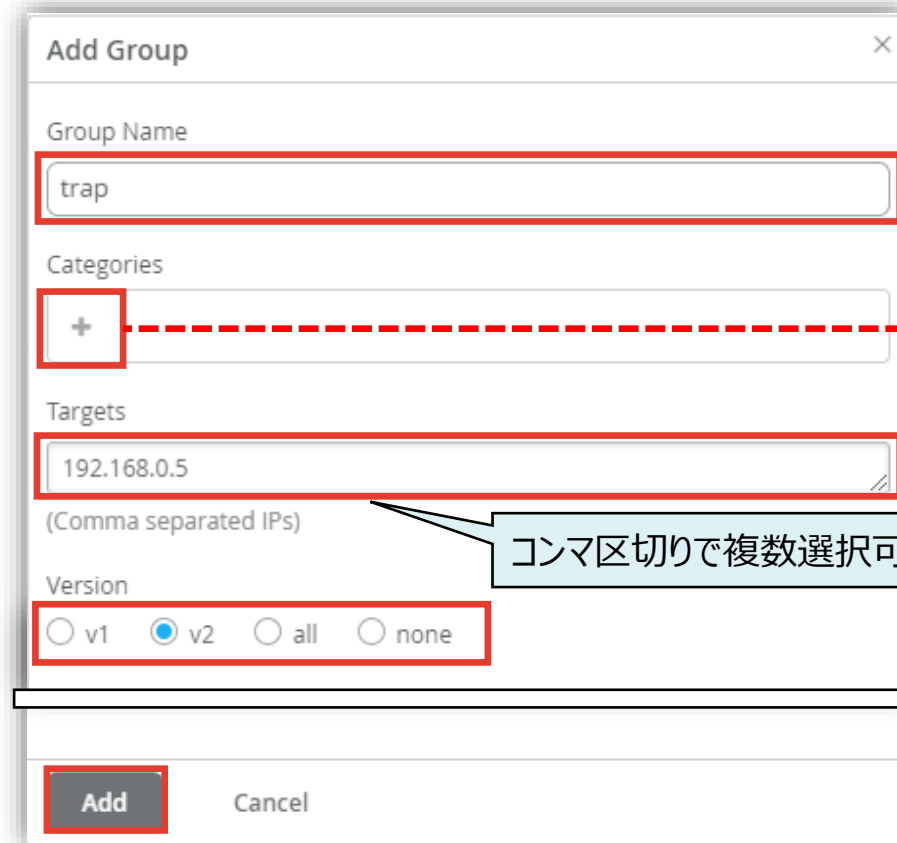 Add Group
Group Name
trap
Categories
+
Targets
192.168.0.5
(Comma separated IPs)
コンマ区切りで複数選択可
Version
v1 v2 all none
Add Cancel